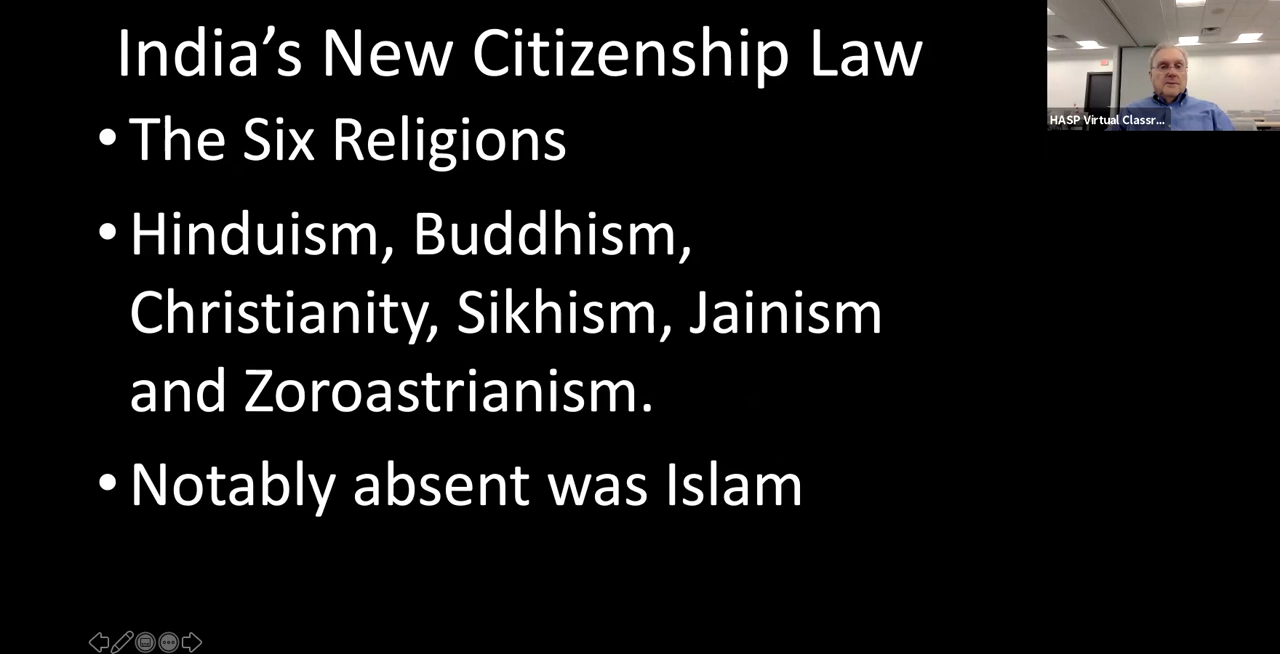 India’s New Citizenship Law
• The Six Religions
• Hinduism, Buddhism,
Christianity, Sikhism, Jainism
and Zoroastrianism.
• Notably absent was Islam
HASP Virtual Classr...